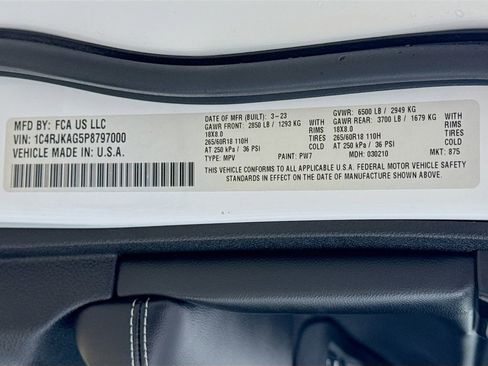 MFD BY: FCA US LLC
VIN: 1C4RJKAG5P8797000
VEHICLE MADE IN: U.S.A.
DATE OF MFR (BUILT): 3-23
GAWR FRONT: 2850 LB / 1293 KG WITH
18X8.0 RIMS
265/60R18 110H TIRES
AT 250 kPa / 36 PSI COLD
TYPE: MPV PAINT: PW7
GVWR: 6500 LB / 2949 KG
GAWR REAR: 3700 LB / 1679 KG WITH
18X8.0 RIMS
265/60R18 110H TIRES
AT 250 kPa / 36 PSI COLD
MDH: 030210 MKT: 875
THIS VEHICLE CONFORMS TO ALL APPLICABLE U.S.A. FEDERAL MOTOR VEHICLE SAFETY
STANDARDS IN EFFECT ON THE DATE OF MANUFACTURE SHOWN ABOVE.